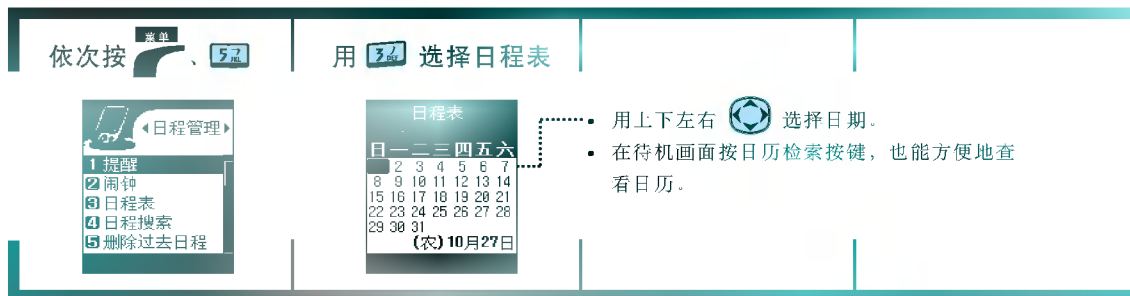 依次按 菜单 、 5 JKL
日程管理
1 提醒
2 闹钟
3 日程表
4 日程搜索
5 删除过去日程
用 3 DEF 选择日程表
日程表
日 一 二 三 四 五 六
2 3 4 5 6 7
8 9 10 11 12 13 14
15 16 17 18 19 20 21
22 23 24 25 26 27 28
29 30 31
(农) 10月27日
• 用上下左右 选择日期。
• 在待机画面按日历检索按键，也能方便地查
看日历。